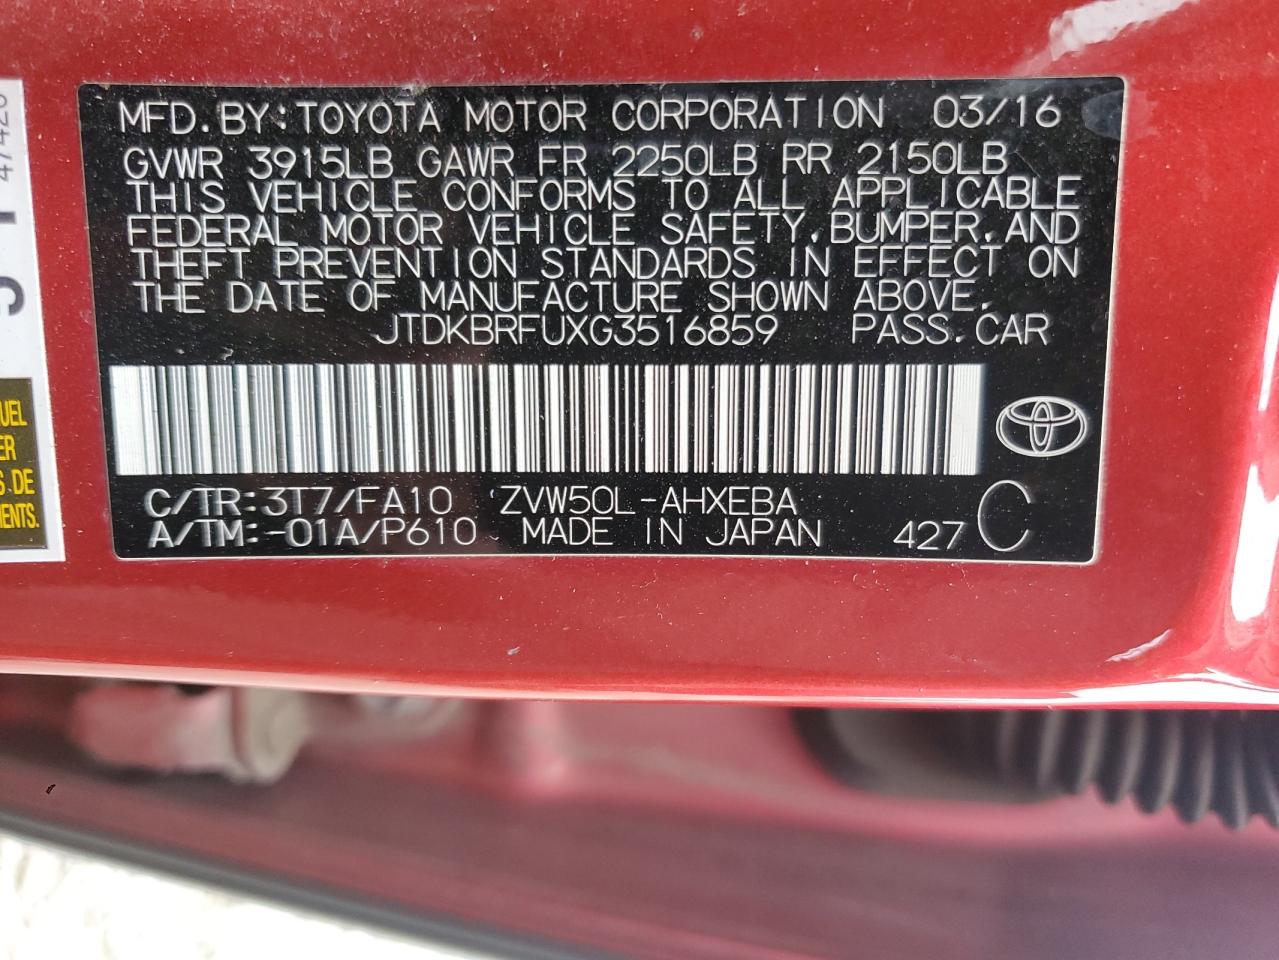 MFD.BY:TOYOTA MOTOR CORPORATION 03/16
GVWR 3915LB GAWR FR 2250LB RR 2150LB
THIS VEHICLE CONFORMS TO ALL APPLICABLE
FEDERAL MOTOR VEHICLE SAFETY,BUMPER,AND
THEFT PREVENTION STANDARDS IN EFFECT ON
THE DATE OF MANUFACTURE SHOWN ABOVE.
JTDKBRFUXG3516859 PASS.CAR
C/TR:3T7/FA10 ZVW50L-AHXEBA
A/TM:-01A/P610 MADE IN JAPAN 427 C
S DE